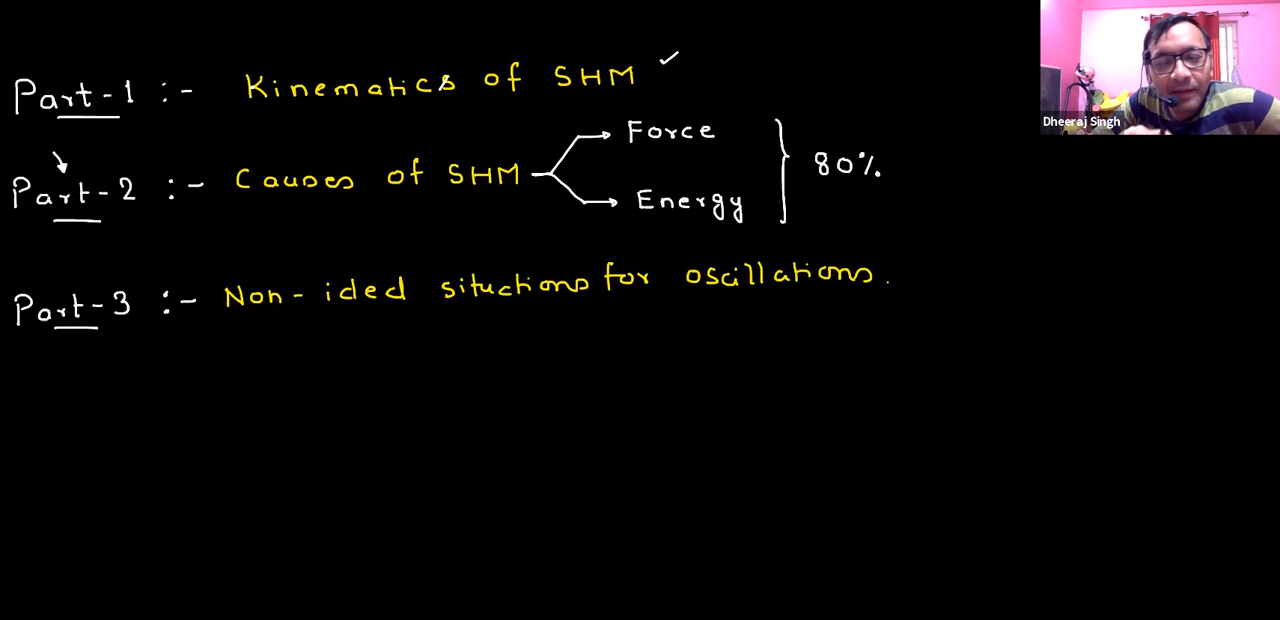 Part-1 :- Kinematics of SHM ✓
Part-2 :- Causes of SHM
Force
Energy
80%
Part-3 :- Non-ideal situations for oscillations.
Dheeraj Singh